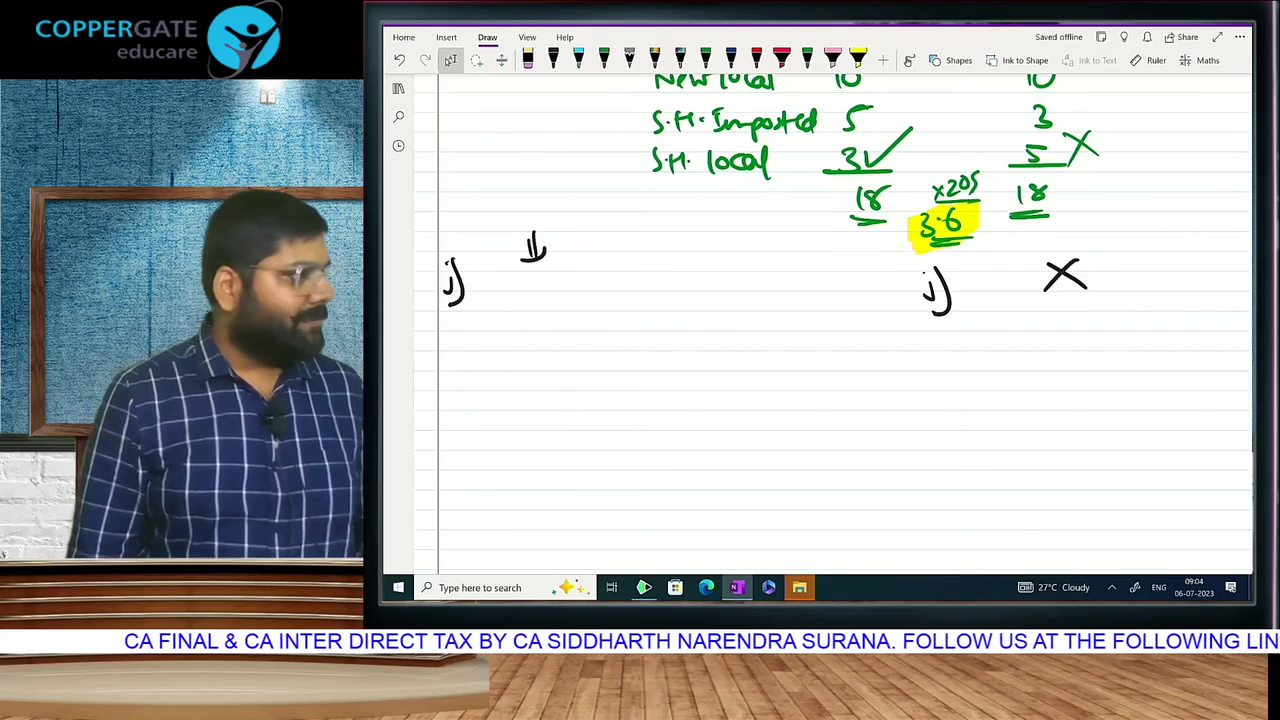 COPPERGATE
educare
Home Insert Draw View Help
Saved offline
Share
Shapes
Ink to Shape
Ink to Text
Ruler
Maths
New local 10 10
S.H. Imported 5 3
S.H. local 3✓ 5 X
18 x20% 18
3.6
i) i) X
Type here to search
27°C Cloudy
ENG
09:04
06-07-2023
CA FINAL & CA INTER DIRECT TAX BY CA SIDDHARTH NARENDRA SURANA. FOLLOW US AT THE FOLLOWING LIN